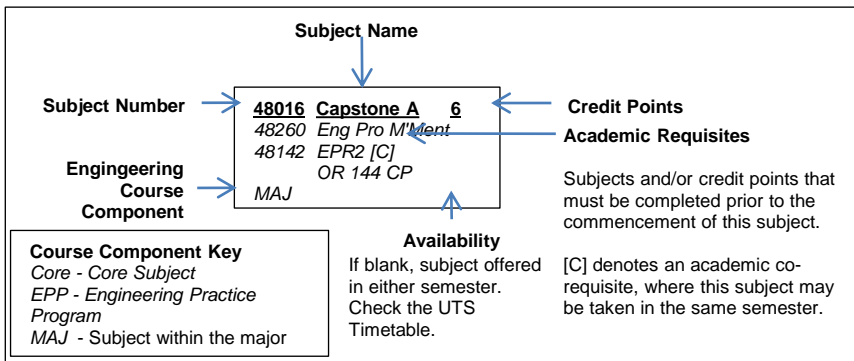 Subject Name
Subject Number
48016 Capstone A 6
48260 Eng Pro M'Ment
48142 EPR2 [C]
OR 144 CP
MAJ
Credit Points
Academic Requisites
Subjects and/or credit points that
must be completed prior to the
commencement of this subject.
[C] denotes an academic co-
requisite, where this subject may
be taken in the same semester.
Engingeering
Course
Component
Availability
If blank, subject offered
in either semester.
Check the UTS
Timetable.
Course Component Key
Core - Core Subject
EPP - Engineering Practice
Program
MAJ - Subject within the major